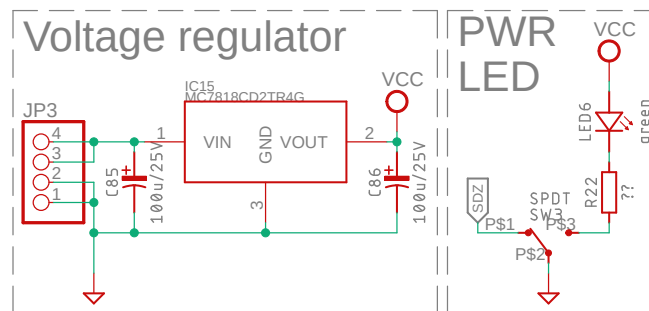 Voltage regulator
PWR
LED
VCC
VCC
IC15
MC7818CD2TR4G
JP3
4
3
2
1
1
VIN
GND
VOUT
2
3
C85
100u/25V
C86
100u/25V
LED6
green
R22
??
SDZ
SPDT
SW3
P$1
P$3
P$2